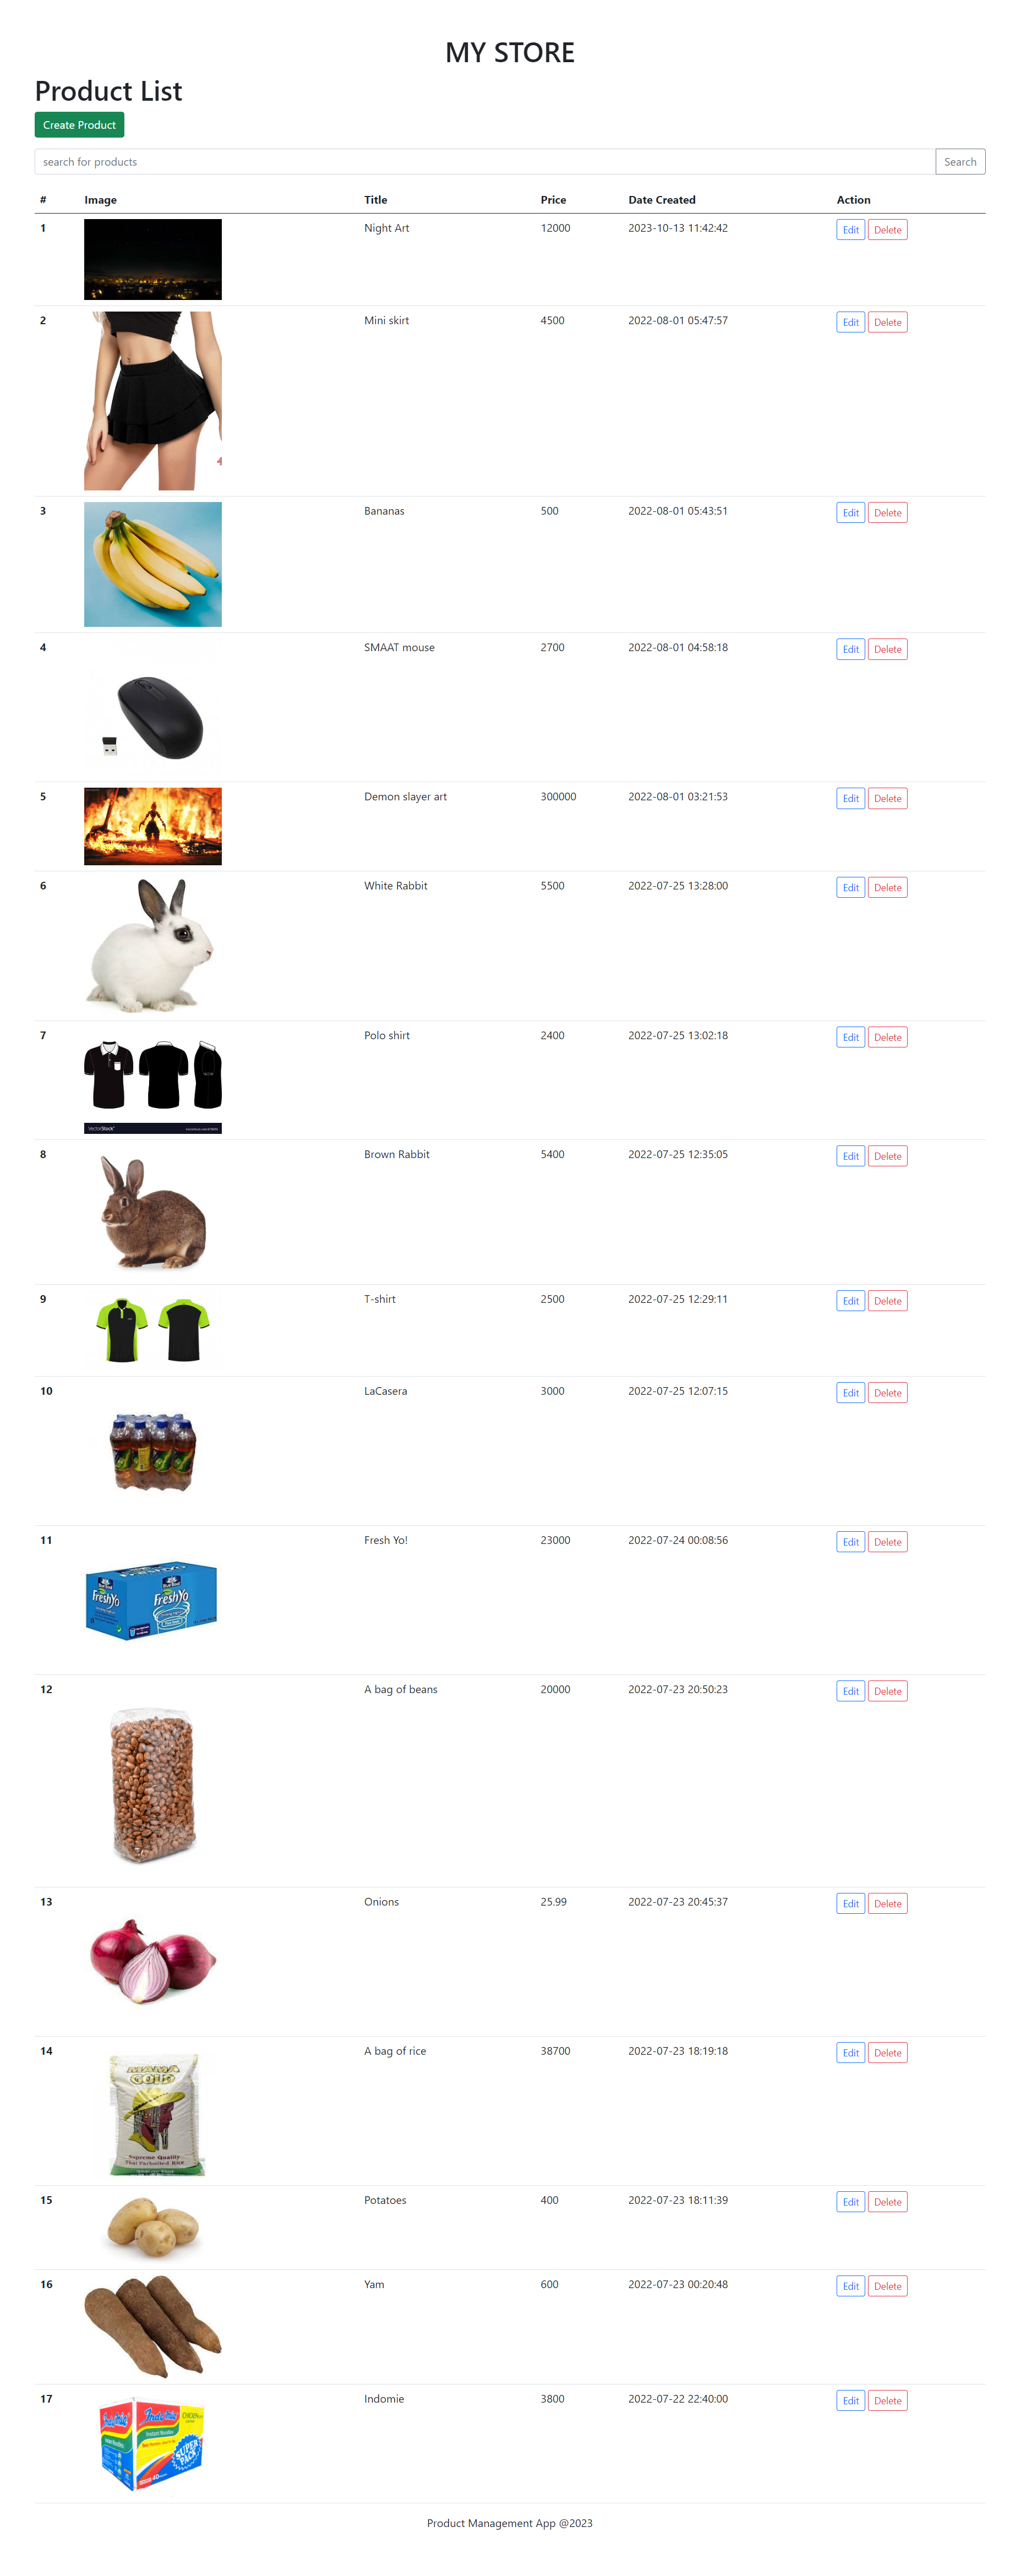 MY STORE
Product List
Create Product
search for products Search
# Image Title Price Date Created Action
1 Night Art 12000 2023-10-13 11:42:42 Edit Delete
2 Mini skirt 4500 2022-08-01 05:47:57 Edit Delete
3 Bananas 500 2022-08-01 05:43:51 Edit Delete
4 SMAAT mouse 2700 2022-08-01 04:58:18 Edit Delete
5 Demon slayer art 300000 2022-08-01 03:21:53 Edit Delete
6 White Rabbit 5500 2022-07-25 13:28:00 Edit Delete
7 Polo shirt 2400 2022-07-25 13:02:18 Edit Delete
VectorStock
8 Brown Rabbit 5400 2022-07-25 12:35:05 Edit Delete
9 T-shirt 2500 2022-07-25 12:29:11 Edit Delete
10 LaCasera 3000 2022-07-25 12:07:15 Edit Delete
11 Fresh Yo! 23000 2022-07-24 00:08:56 Edit Delete
FreshYo FreshYo
12 A bag of beans 20000 2022-07-23 20:50:23 Edit Delete
13 Onions 25.99 2022-07-23 20:45:37 Edit Delete
14 A bag of rice 38700 2022-07-23 18:19:18 Edit Delete
MAMA
GOLD
Supreme Quality
Thai Parboiled Rice
15 Potatoes 400 2022-07-23 18:11:39 Edit Delete
16 Yam 600 2022-07-23 00:20:48 Edit Delete
17 Indomie 3800 2022-07-22 22:40:00 Edit Delete
Indomie Indomie CHICKEN
Instant Noodles
SUPER
PACK
Product Management App @2023